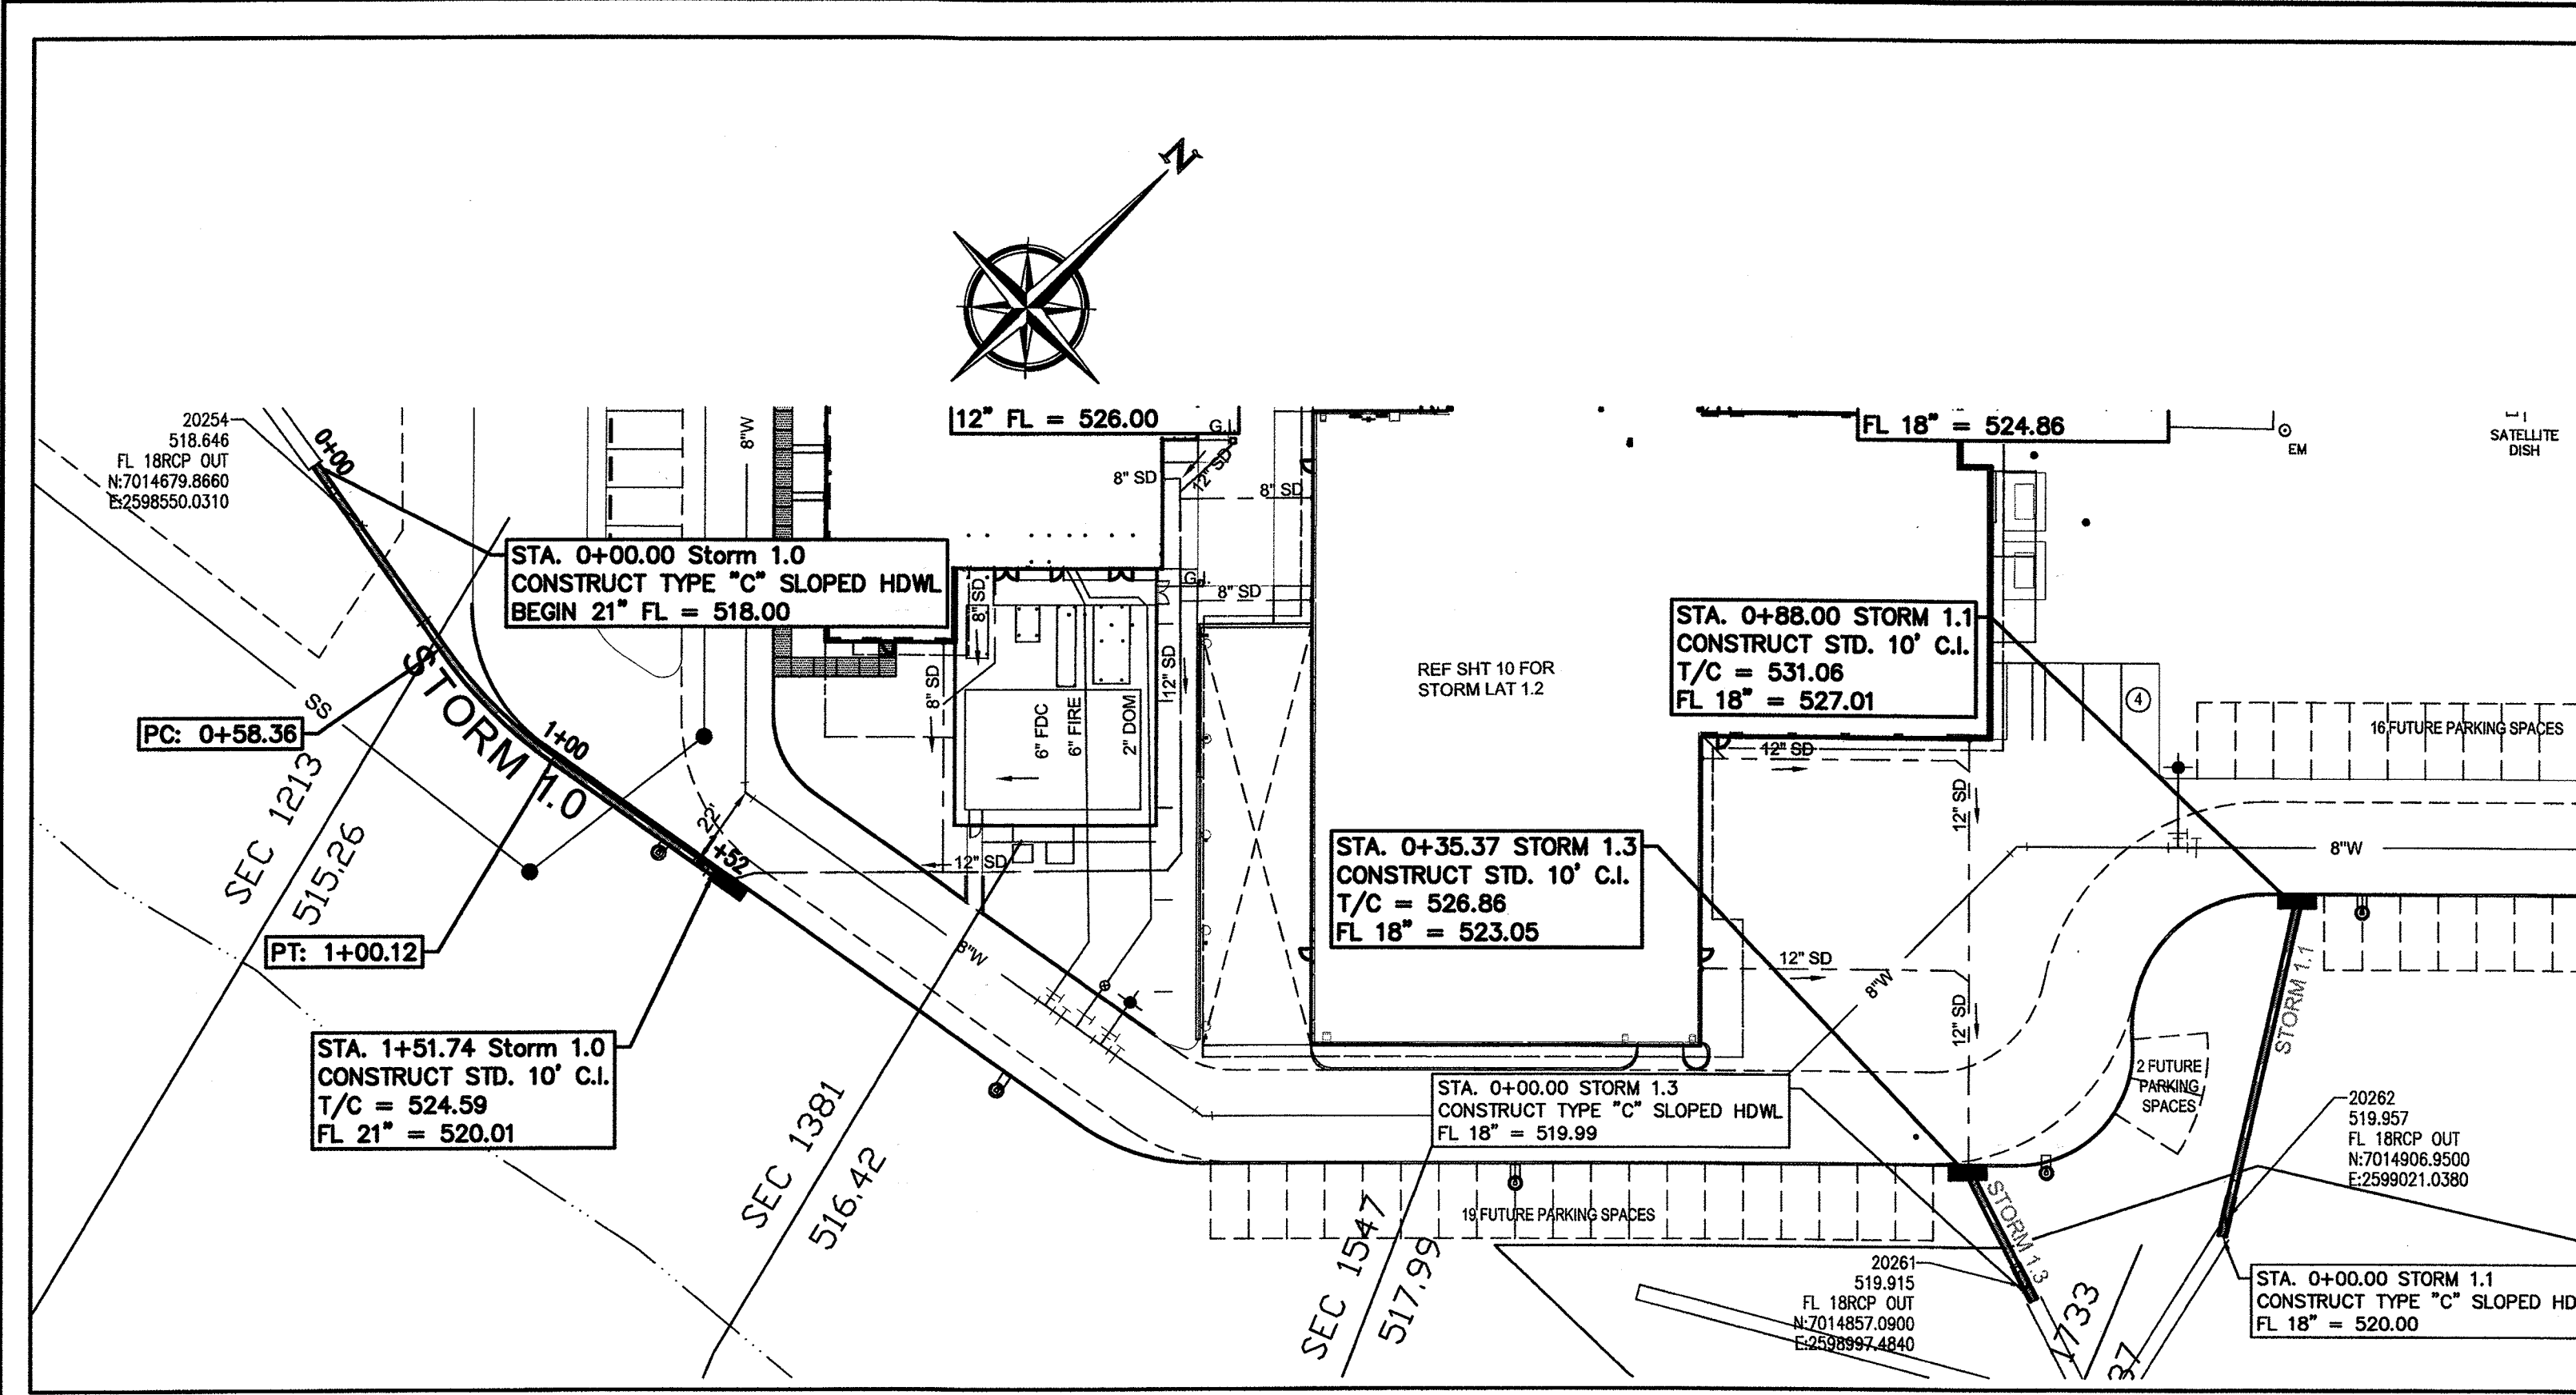 N
20254
518.646
FL 18RCP OUT
N:7014679.8660
E:2598550.0310
0+00
8"W
12" FL = 526.00
G.I.
8" SD
12" SD
8" SD
FL 18" = 524.86
EM
SATELLITE
DISH
STA. 0+00.00 Storm 1.0
CONSTRUCT TYPE "C" SLOPED HDWL
BEGIN 21" FL = 518.00
8" SD
G.I.
8" SD
STA. 0+88.00 STORM 1.1
CONSTRUCT STD. 10' C.I.
T/C = 531.06
FL 18" = 527.01
REF SHT 10 FOR
STORM LAT 1.2
8" SD
12" SD
6" FDC
6" FIRE
2" DOM
4
16 FUTURE PARKING SPACES
SS
PC: 0+58.36
STORM 1.0
1+00
SEC 1213
515.26
22'
1+52
12" SD
12" SD
12" SD
8"W
STA. 0+35.37 STORM 1.3
CONSTRUCT STD. 10' C.I.
T/C = 526.86
FL 18" = 523.05
PT: 1+00.12
8"W
12" SD
8"W
12" SD
STORM 1.1
STA. 1+51.74 Storm 1.0
CONSTRUCT STD. 10' C.I.
T/C = 524.59
FL 21" = 520.01
SEC 1381
516.42
STA. 0+00.00 STORM 1.3
CONSTRUCT TYPE "C" SLOPED HDWL
FL 18" = 519.99
2 FUTURE
PARKING
SPACES
20262
519.957
FL 18RCP OUT
N:7014906.9500
E:2599021.0380
19 FUTURE PARKING SPACES
SEC 1547
517.99
STORM 1.3
20261
519.915
FL 18RCP OUT
N:7014857.0900
E:2598997.4840
1733
37
STA. 0+00.00 STORM 1.1
CONSTRUCT TYPE "C" SLOPED HD
FL 18" = 520.00